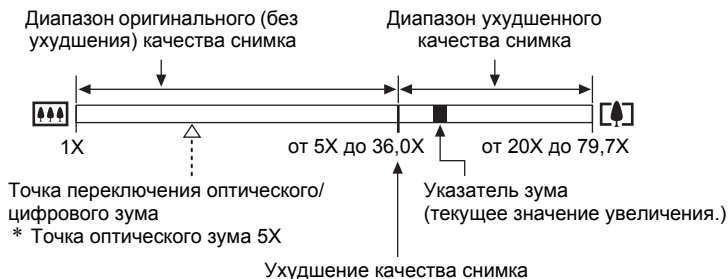 Диапазон оригинального (без
ухудшения) качества снимка
Диапазон ухудшенного
качества снимка
1X
от 5X до 36,0X
от 20X до 79,7X
Точка переключения оптического/
цифрового зума
* Точка оптического зума 5X
Указатель зума
(текущее значение увеличения.)
Ухудшение качества снимка